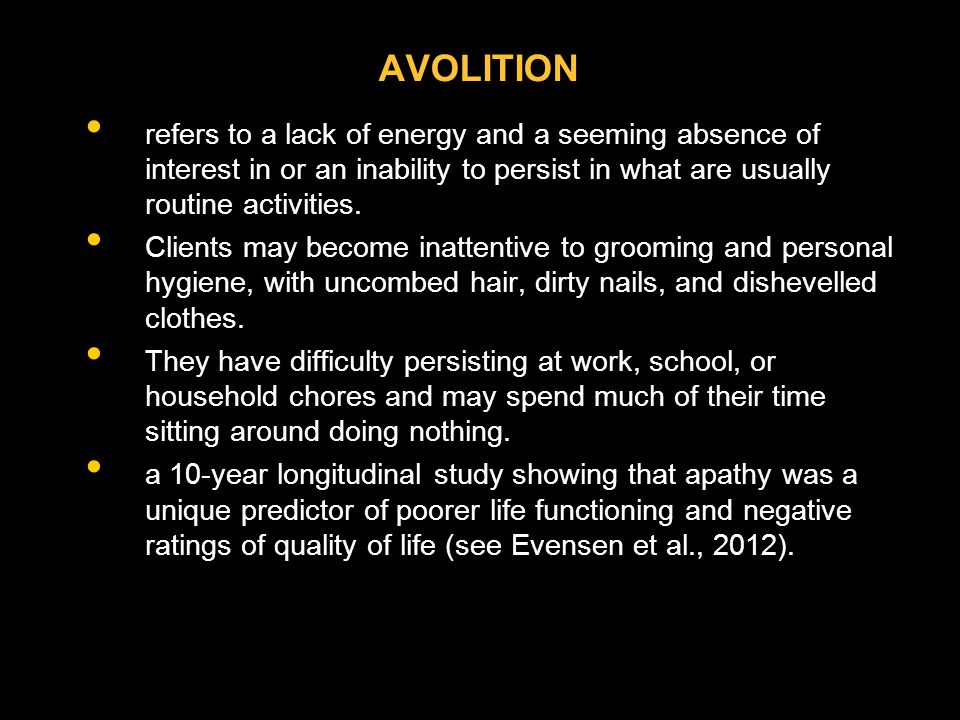 AVOLITION
• refers to a lack of energy and a seeming absence of
interest in or an inability to persist in what are usually
routine activities.
• Clients may become inattentive to grooming and personal
hygiene, with uncombed hair, dirty nails, and dishevelled
clothes.
• They have difficulty persisting at work, school, or
household chores and may spend much of their time
sitting around doing nothing.
• a 10-year longitudinal study showing that apathy was a
unique predictor of poorer life functioning and negative
ratings of quality of life (see Evensen et al., 2012).